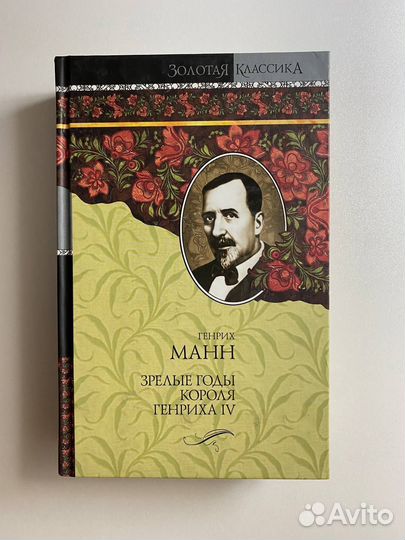 ЗОЛОТАЯ КЛАССИКА
ГЕНРИХ
МАНН
ЗРЕЛЫЕ ГОДЫ
КОРОЛЯ
ГЕНРИХА IV
Avito